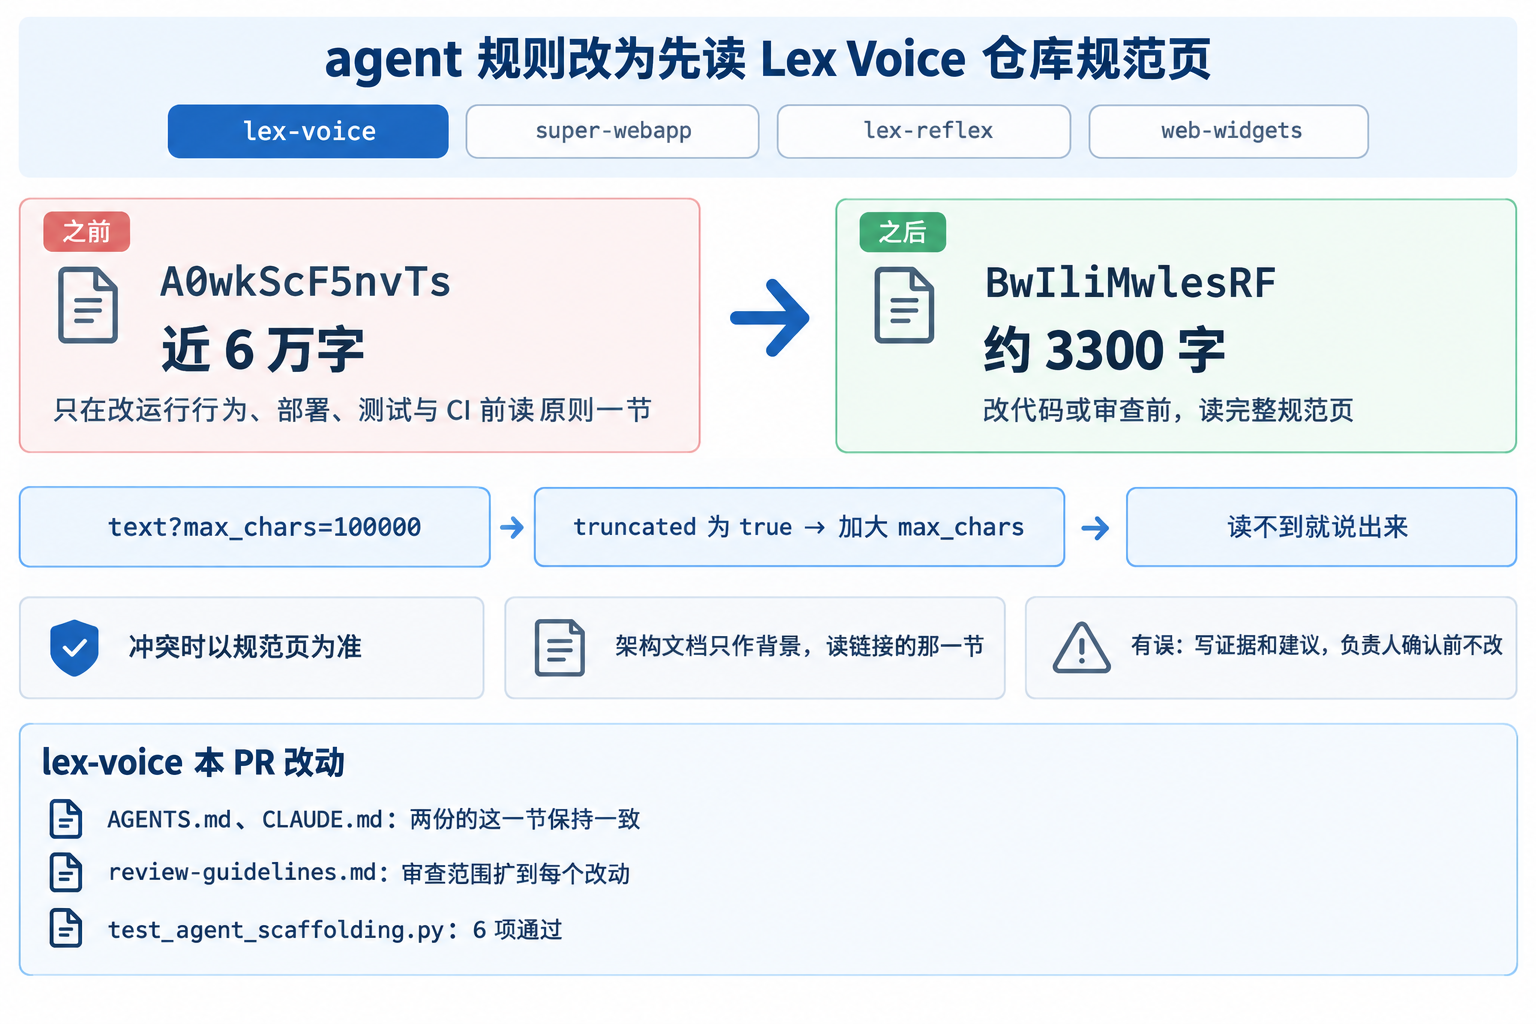 agent 规则改为先读 Lex Voice 仓库规范页
lex-voice
super-webapp
lex-reflex
web-widgets
之前
A0wkScF5nvTs
近 6 万字
只在改运行行为、部署、测试与 CI 前读原则一节
之后
BwIliMwlesRF
约 3300 字
改代码或审查前，读完整规范页
text?max_chars=100000
truncated 为 true → 加大 max_chars
读不到就说出来
冲突时以规范页为准
架构文档只作背景，读链接的那一节
有误：写证据和建议，负责人确认前不改
lex-voice 本 PR 改动
AGENTS.md、CLAUDE.md：两份的这一节保持一致
review-guidelines.md：审查范围扩到每个改动
test_agent_scaffolding.py：6 项通过